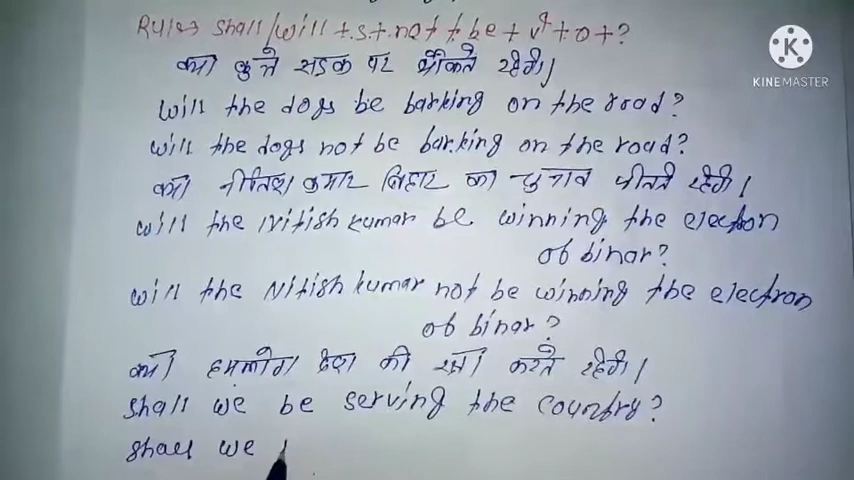 Rules shall/will + s + not + be + v⁴ + o + ?
क्या कुत्ते सड़क पर भौंकते रहेंगे।
K
KINEMASTER
will the dogs be barking on the road?
will the dogs not be barking on the road?
क्या नीतिश कुमार बिहार का चुनाव जीतते रहेंगे।
will the Nitish kumar be winning the election
of bihar?
will the Nitish kumar not be winning the election
of bihar?
क्या हमलोग देश की रक्षा करते रहेंगे।
shall we be serving the country?
shall we